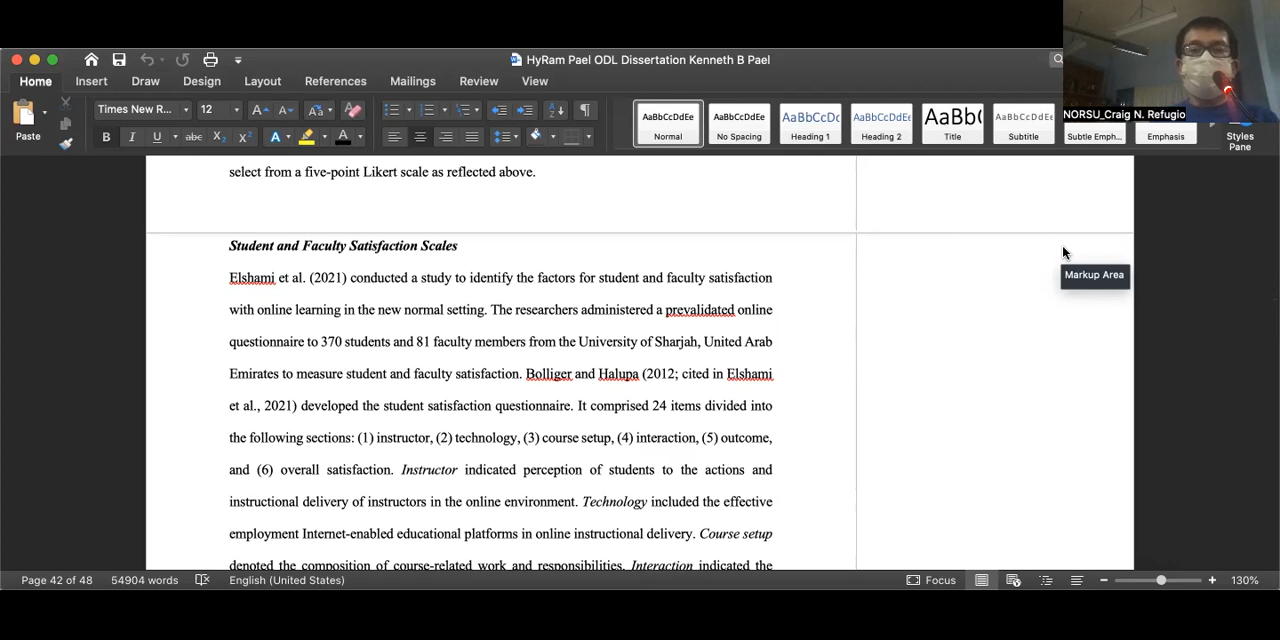 HyRam Pael ODL Dissertation Kenneth B Pael
Home Insert Draw Design Layout References Mailings Review View
NORSU_Craig N. Refugio
Times New R... 12
Paste
AaBbCcDdEe
Normal
AaBbCcDdEe
No Spacing
AaBbCcDc
Heading 1
AaBbCcDdEe
Heading 2
AaBb(
Title
AaBbCcDdEe
Subtitle
Subtle Emph...
Emphasis
Styles
Pane
select from a five-point Likert scale as reflected above.
Student and Faculty Satisfaction Scales
Elshami et al. (2021) conducted a study to identify the factors for student and faculty satisfaction
with online learning in the new normal setting. The researchers administered a prevalidated online
questionnaire to 370 students and 81 faculty members from the University of Sharjah, United Arab
Emirates to measure student and faculty satisfaction. Bolliger and Halupa (2012; cited in Elshami
et al., 2021) developed the student satisfaction questionnaire. It comprised 24 items divided into
the following sections: (1) instructor, (2) technology, (3) course setup, (4) interaction, (5) outcome,
and (6) overall satisfaction. Instructor indicated perception of students to the actions and
instructional delivery of instructors in the online environment. Technology included the effective
employment Internet-enabled educational platforms in online instructional delivery. Course setup
denoted the composition of course-related work and responsibilities. Interaction indicated the
Markup Area
Page 42 of 48 54904 words English (United States) Focus 130%